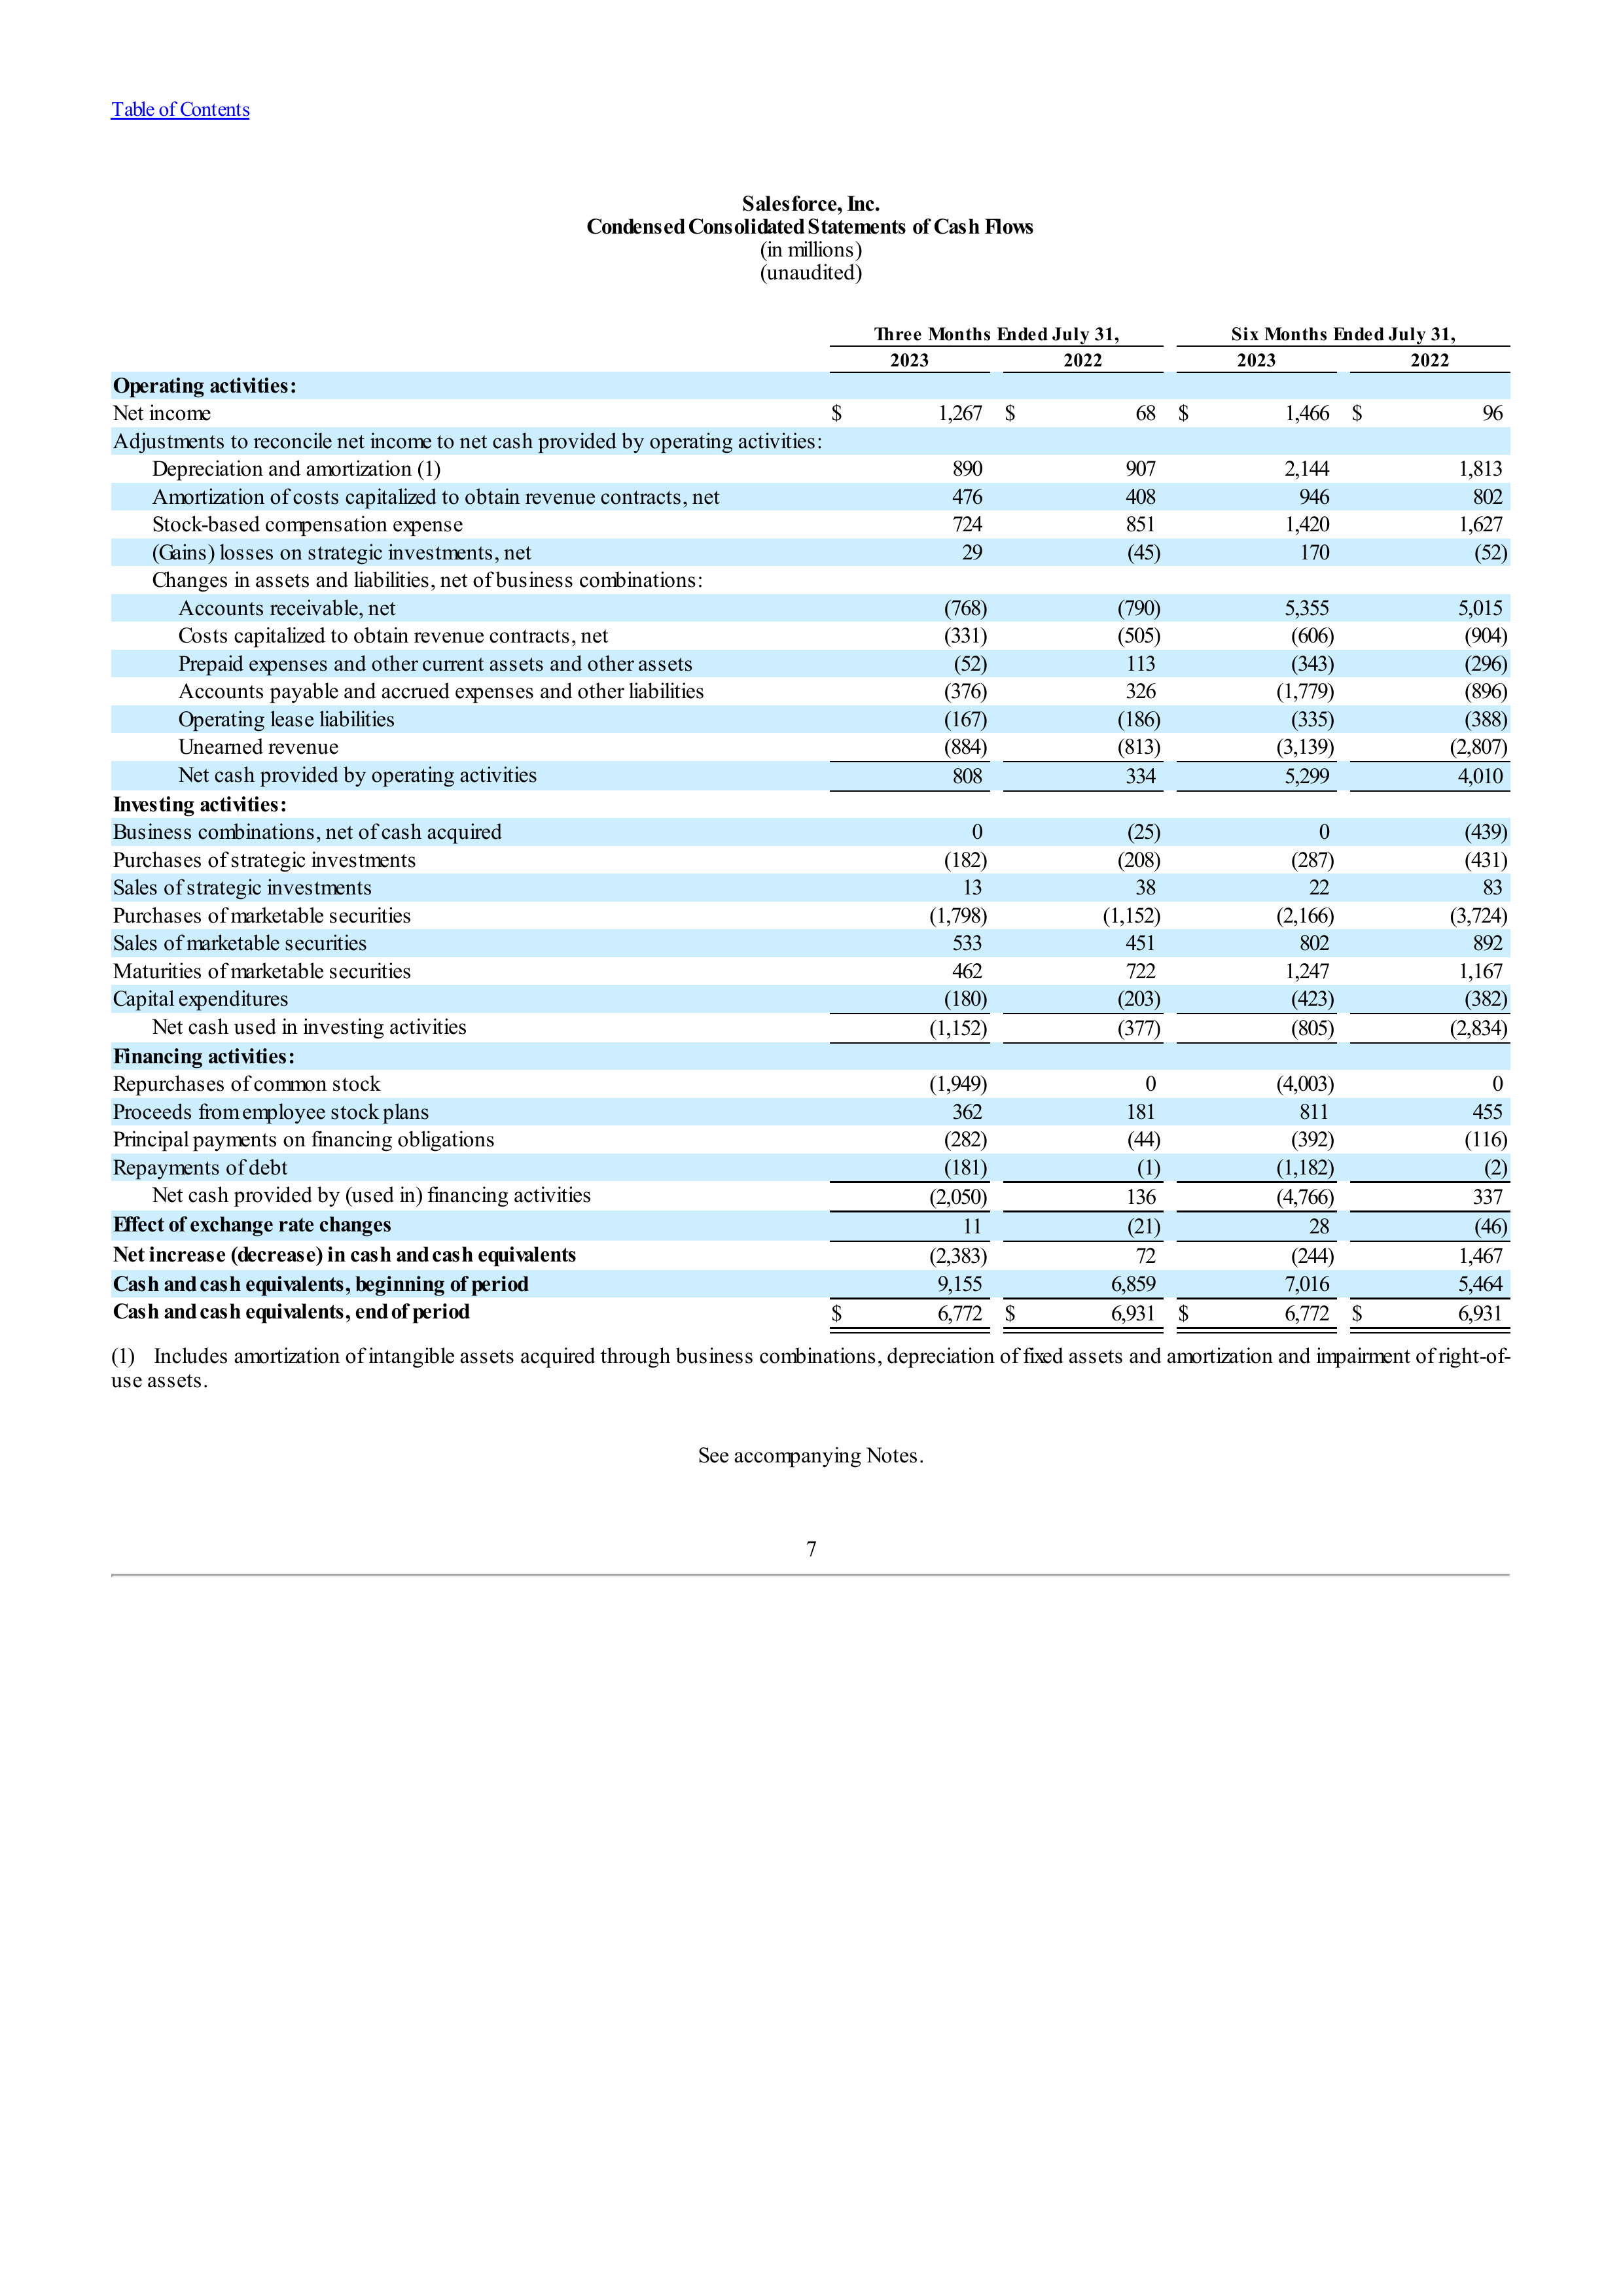 Table of Contents
Salesforce, Inc.
Condensed Consolidated Statements of Cash Flows
(in millions)
(unaudited)
Three Months Ended July 31, Six Months Ended July 31,
2023 2022 2023 2022
Operating activities:
Net income $ 1,267 $ 68 $ 1,466 $ 96
Adjustments to reconcile net income to net cash provided by operating activities:
Depreciation and amortization (1) 890 907 2,144 1,813
Amortization of costs capitalized to obtain revenue contracts, net 476 408 946 802
Stock-based compensation expense 724 851 1,420 1,627
(Gains) losses on strategic investments, net 29 (45) 170 (52)
Changes in assets and liabilities, net of business combinations:
Accounts receivable, net (768) (790) 5,355 5,015
Costs capitalized to obtain revenue contracts, net (331) (505) (606) (904)
Prepaid expenses and other current assets and other assets (52) 113 (343) (296)
Accounts payable and accrued expenses and other liabilities (376) 326 (1,779) (896)
Operating lease liabilities (167) (186) (335) (388)
Unearned revenue (884) (813) (3,139) (2,807)
Net cash provided by operating activities 808 334 5,299 4,010
Investing activities:
Business combinations, net of cash acquired 0 (25) 0 (439)
Purchases of strategic investments (182) (208) (287) (431)
Sales of strategic investments 13 38 22 83
Purchases of marketable securities (1,798) (1,152) (2,166) (3,724)
Sales of marketable securities 533 451 802 892
Maturities of marketable securities 462 722 1,247 1,167
Capital expenditures (180) (203) (423) (382)
Net cash used in investing activities (1,152) (377) (805) (2,834)
Financing activities:
Repurchases of common stock (1,949) 0 (4,003) 0
Proceeds from employee stock plans 362 181 811 455
Principal payments on financing obligations (282) (44) (392) (116)
Repayments of debt (181) (1) (1,182) (2)
Net cash provided by (used in) financing activities (2,050) 136 (4,766) 337
Effect of exchange rate changes 11 (21) 28 (46)
Net increase (decrease) in cash and cash equivalents (2,383) 72 (244) 1,467
Cash and cash equivalents, beginning of period 9,155 6,859 7,016 5,464
Cash and cash equivalents, end of period $ 6,772 $ 6,931 $ 6,772 $ 6,931
(1) Includes amortization of intangible assets acquired through business combinations, depreciation of fixed assets and amortization and impairment of right-of-
use assets.
See accompanying Notes.
7